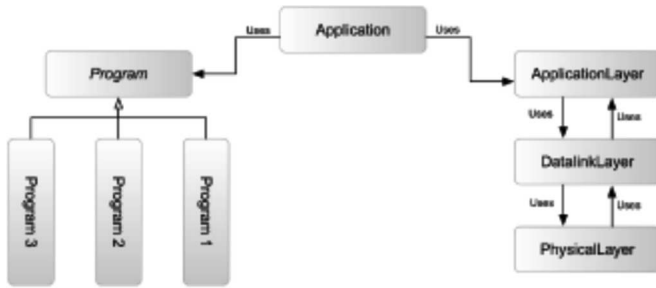 Uses
Application
Uses
Program
ApplicationLayer
Uses
Uses
Program 3
Program 2
Program 1
DatalinkLayer
Uses
Uses
PhysicalLayer